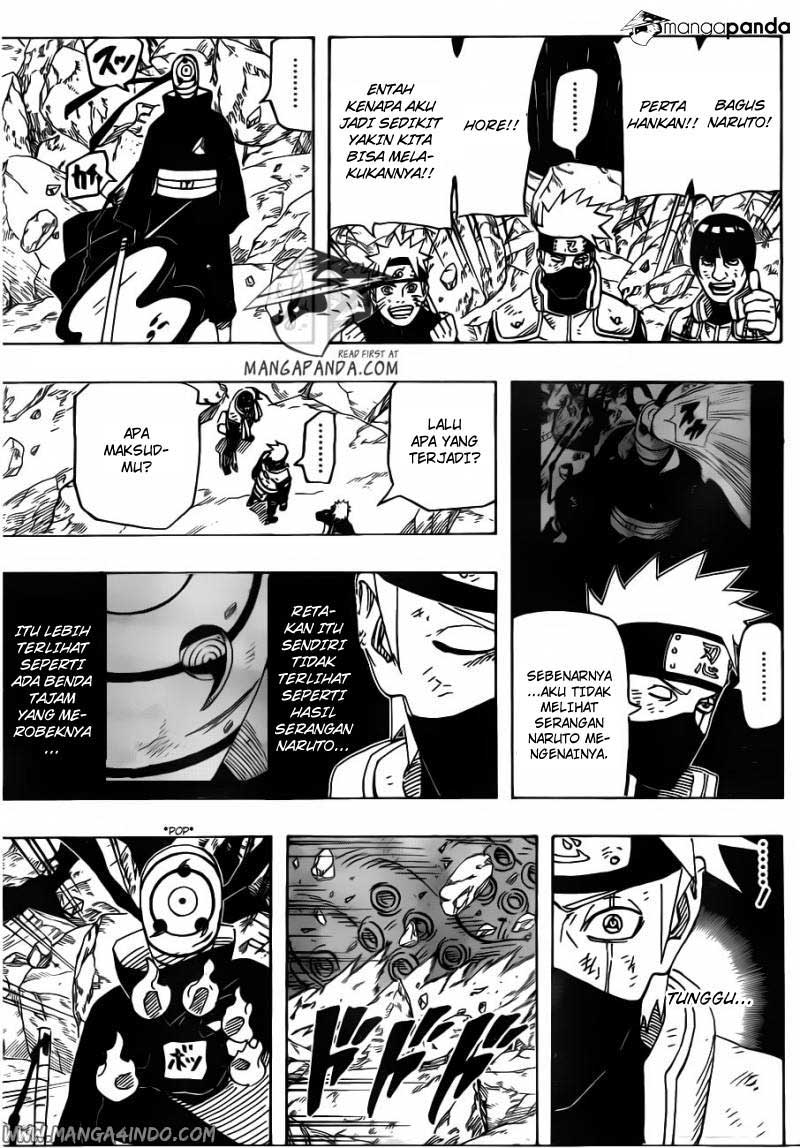 mangapanda
BAGUS
NARUTO!
PERTA
HANKAN!!
.........
HORE!!
ENTAH
KENAPA AKU
JADI SEDIKIT
YAKIN KITA
BISA MELA-
KUKANNYA!!
.........
スッ
READ FIRST AT
MANGAPANDA.COM
LALU
APA YANG
TERJADI?
.........
APA
MAKSUD-
MU?
.........
SEBENARNYA
...AKU TIDAK
MELIHAT
SERANGAN
NARUTO ME-
NGENAINYA.
RETA-
KAN ITU
SENDIRI
TIDAK
TERLIHAT
SEPERTI
HASIL
SERANGAN
NARUTO...
ITU LEBIH
TERLIHAT
SEPERTI
ADA BENDA
TAJAM
YANG ME-
ROBEKNYA
...
.........!
TUNGGU...
ドドド
*POP*
ボッ
WWW.MANGA4INDO.COM